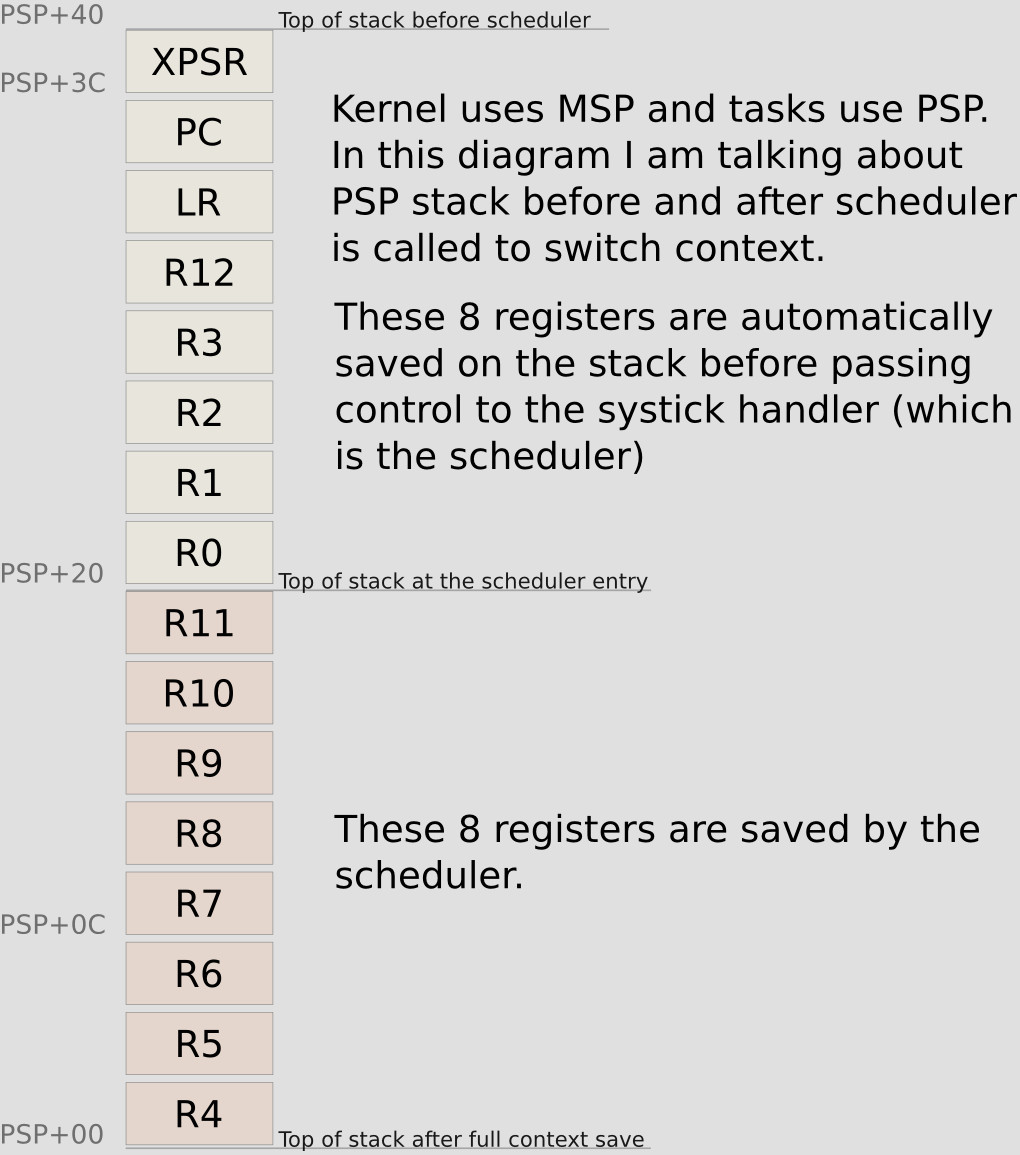 PSP+40
Top of stack before scheduler
XPSR
PSP+3C
Kernel uses MSP and tasks use PSP.
In this diagram I am talking about
PSP stack before and after scheduler
is called to switch context.
PC
LR
R12
These 8 registers are automatically
saved on the stack before passing
control to the systick handler (which
is the scheduler)
R3
R2
R1
R0
PSP+20
Top of stack at the scheduler entry
R11
R10
R9
R8
These 8 registers are saved by the
scheduler.
R7
PSP+0C
R6
R5
R4
PSP+00
Top of stack after full context save